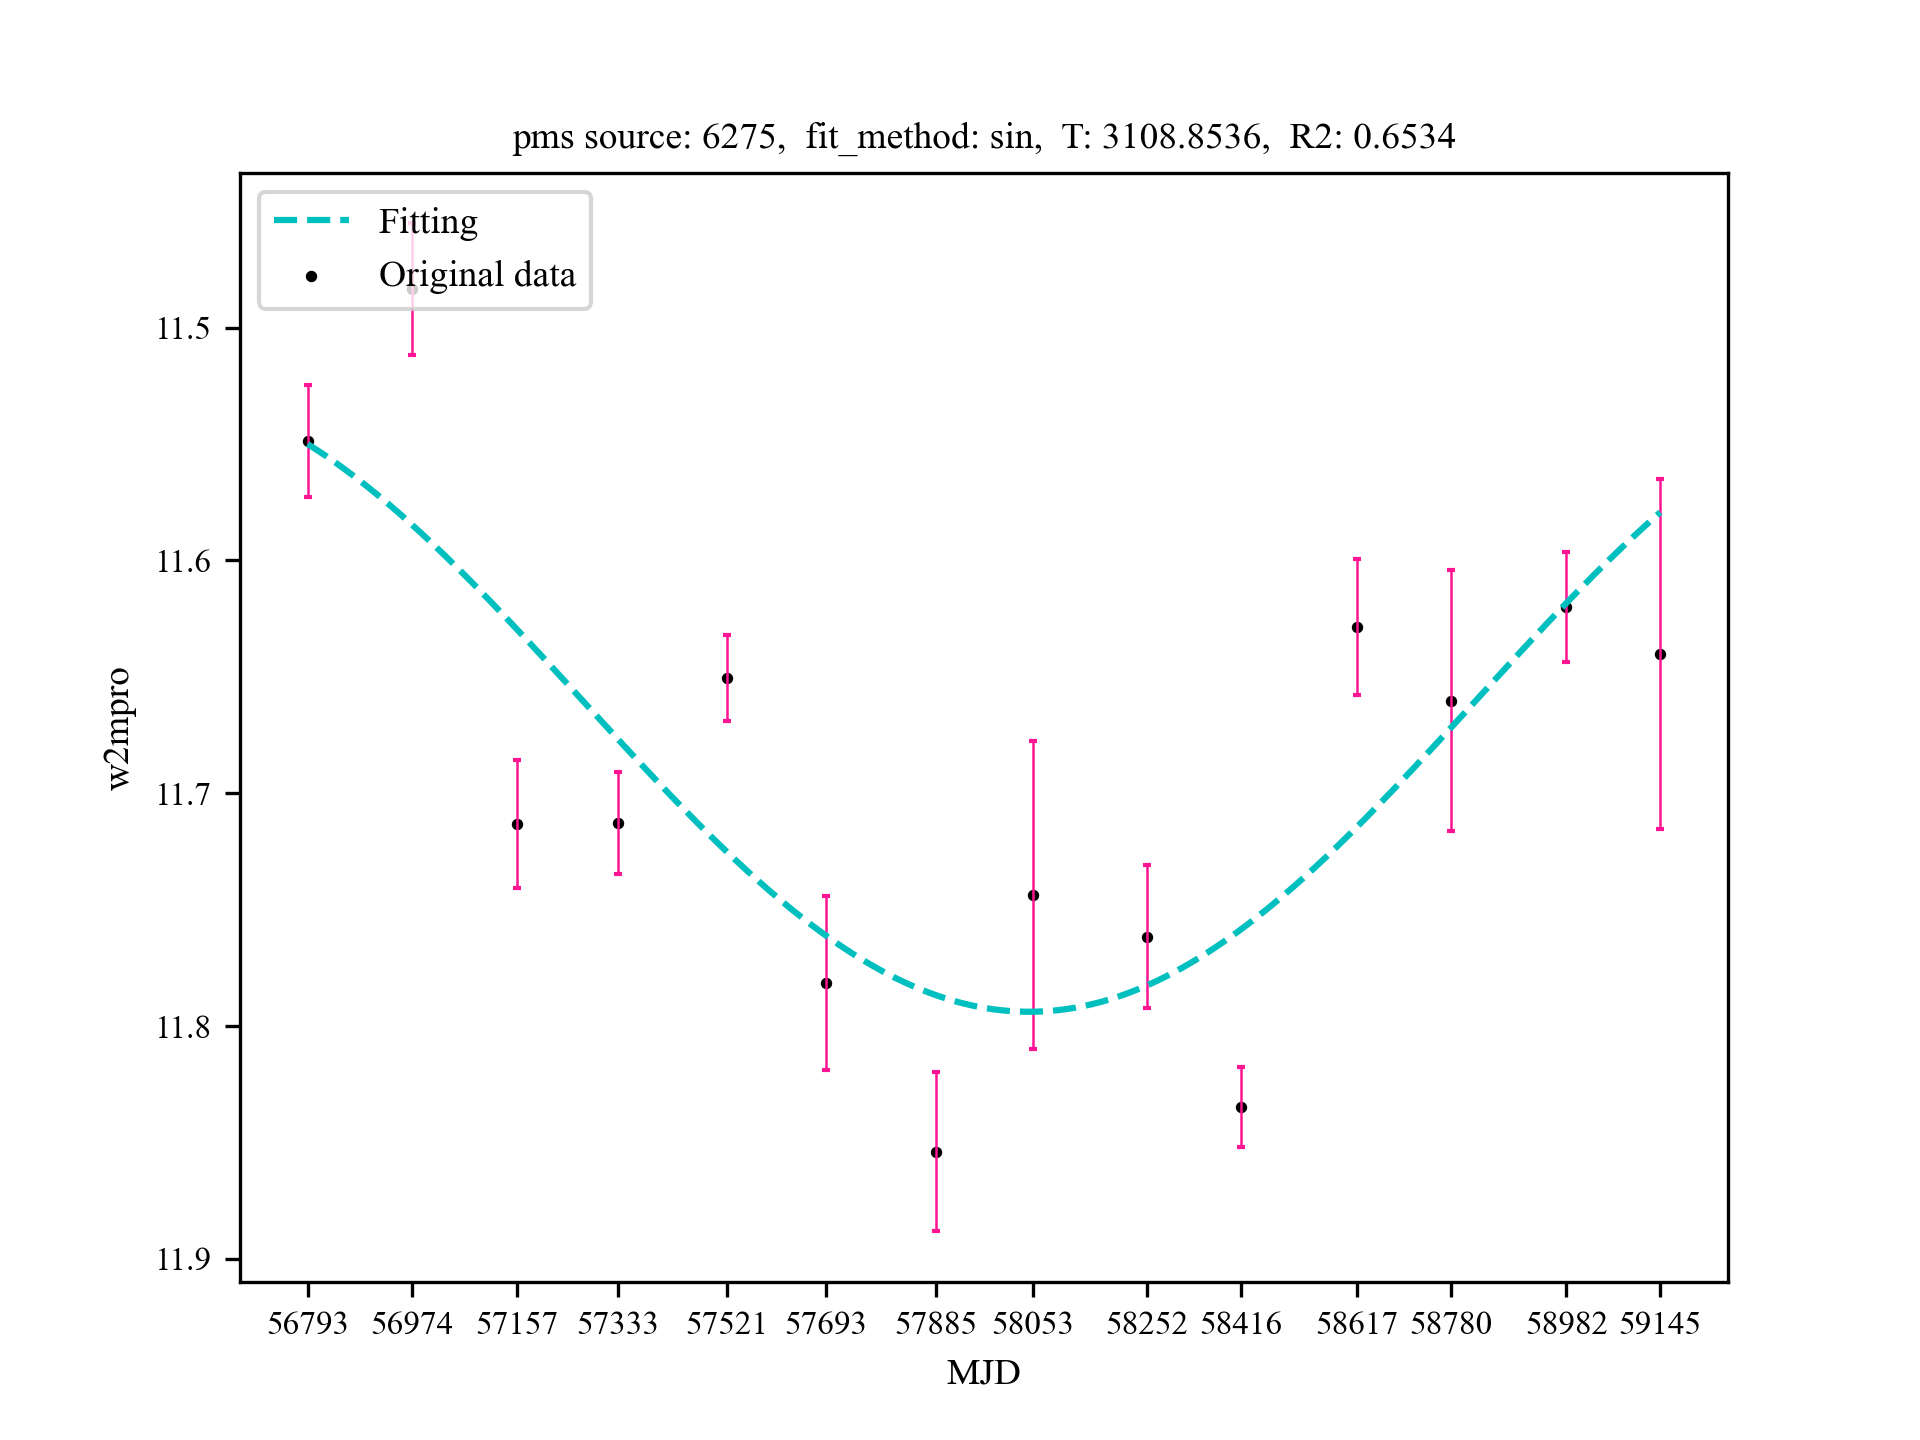 pms source: 6275,  fit_method: sin,  T: 3108.8536,  R2: 0.6534
Fitting
Original data
11.5
11.6
11.7
11.8
11.9
w2mpro
56793 56974 57157 57333 57521 57693 57885 58053 58252 58416 58617 58780 58982 59145
MJD